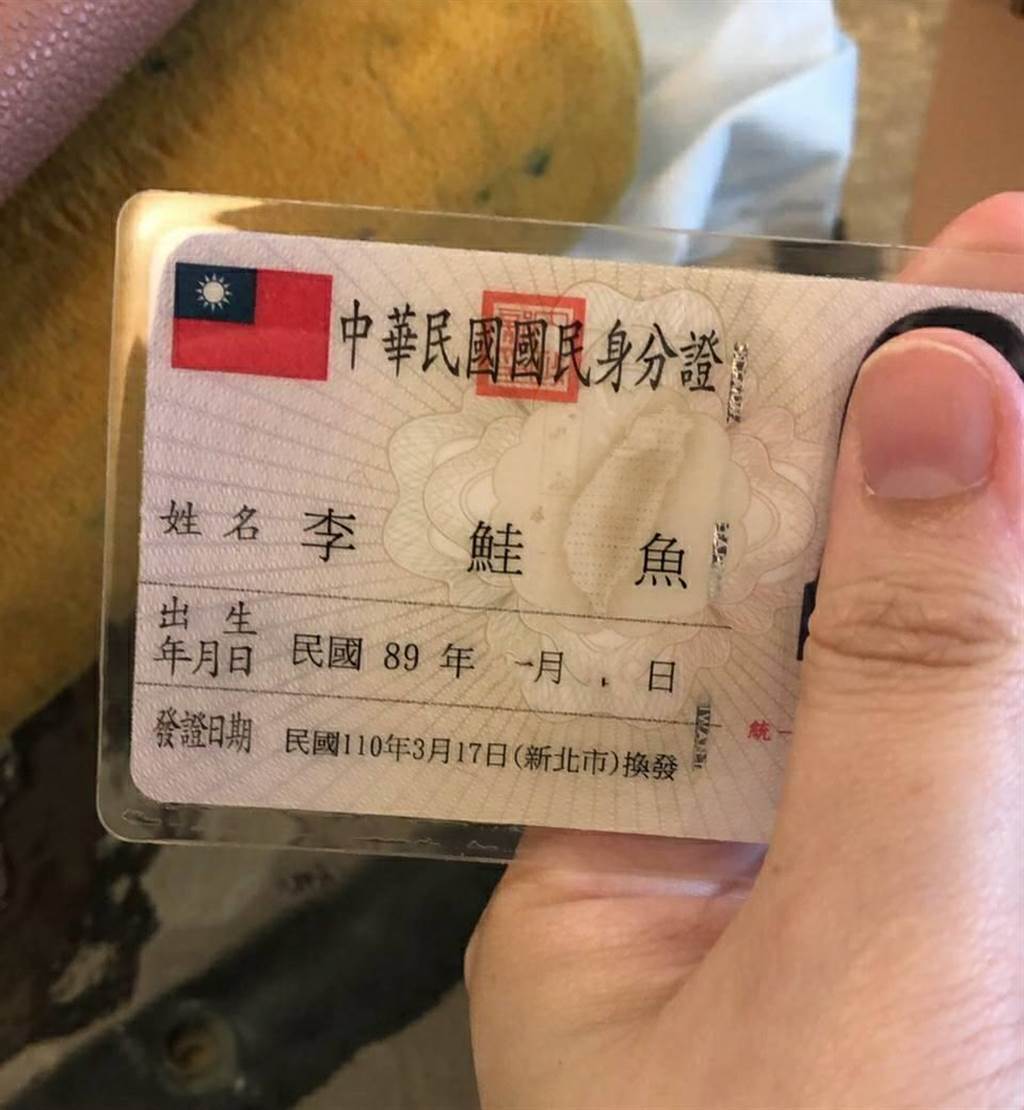 中華民國國民身分證
姓名 李鮭魚
出生
年月日 民國 89 年 月 日
發證日期 民國110年3月17日(新北市)換發
統一